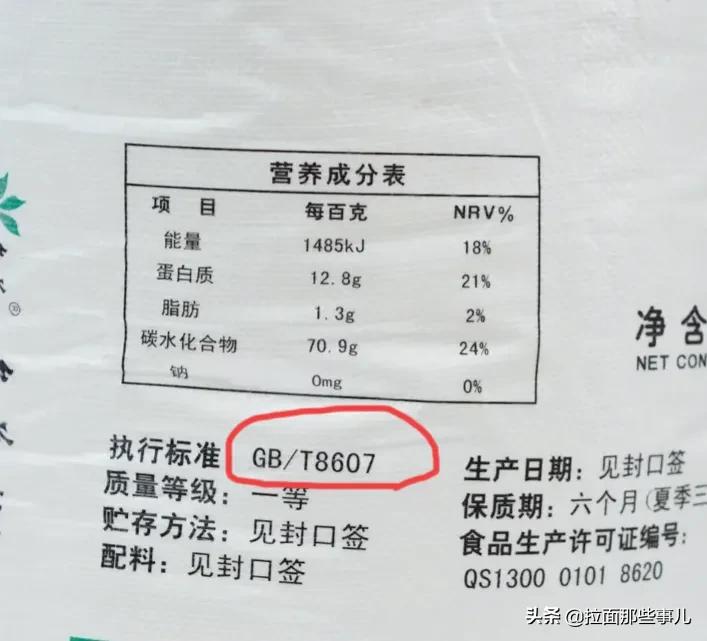 营养成分表
项 目 每百克 NRV%
能量 1485kJ 18%
蛋白质 12.8g 21%
脂肪 1.3g 2%
碳水化合物 70.9g 24%
钠 0mg 0%
净含
NET CON
执行标准 GB/T8607
质量等级：一等
贮存方法：见封口签
配料：见封口签
生产日期：见封口签
保质期：六个月(夏季三
食品生产许可证编号:
QS1300 0101 8620
头条 @拉面那些事儿